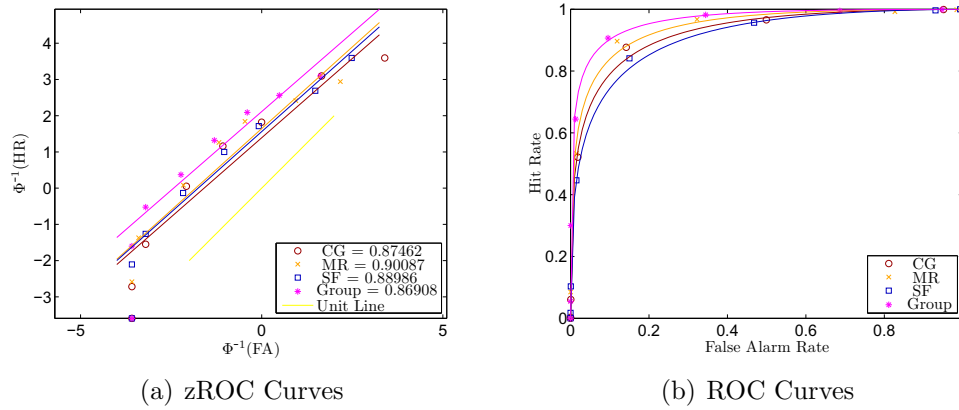 5
4
3
2
1
0
−1
−2
−3
Φ⁻¹(HR)
−5
0
5
Φ⁻¹(FA)
CG = 0.87462
MR = 0.90087
SF = 0.88986
Group = 0.86908
Unit Line
(a) zROC Curves
1
0.8
0.6
0.4
0.2
0
Hit Rate
0
0.2
0.4
0.6
0.8
False Alarm Rate
CG
MR
SF
Group
(b) ROC Curves